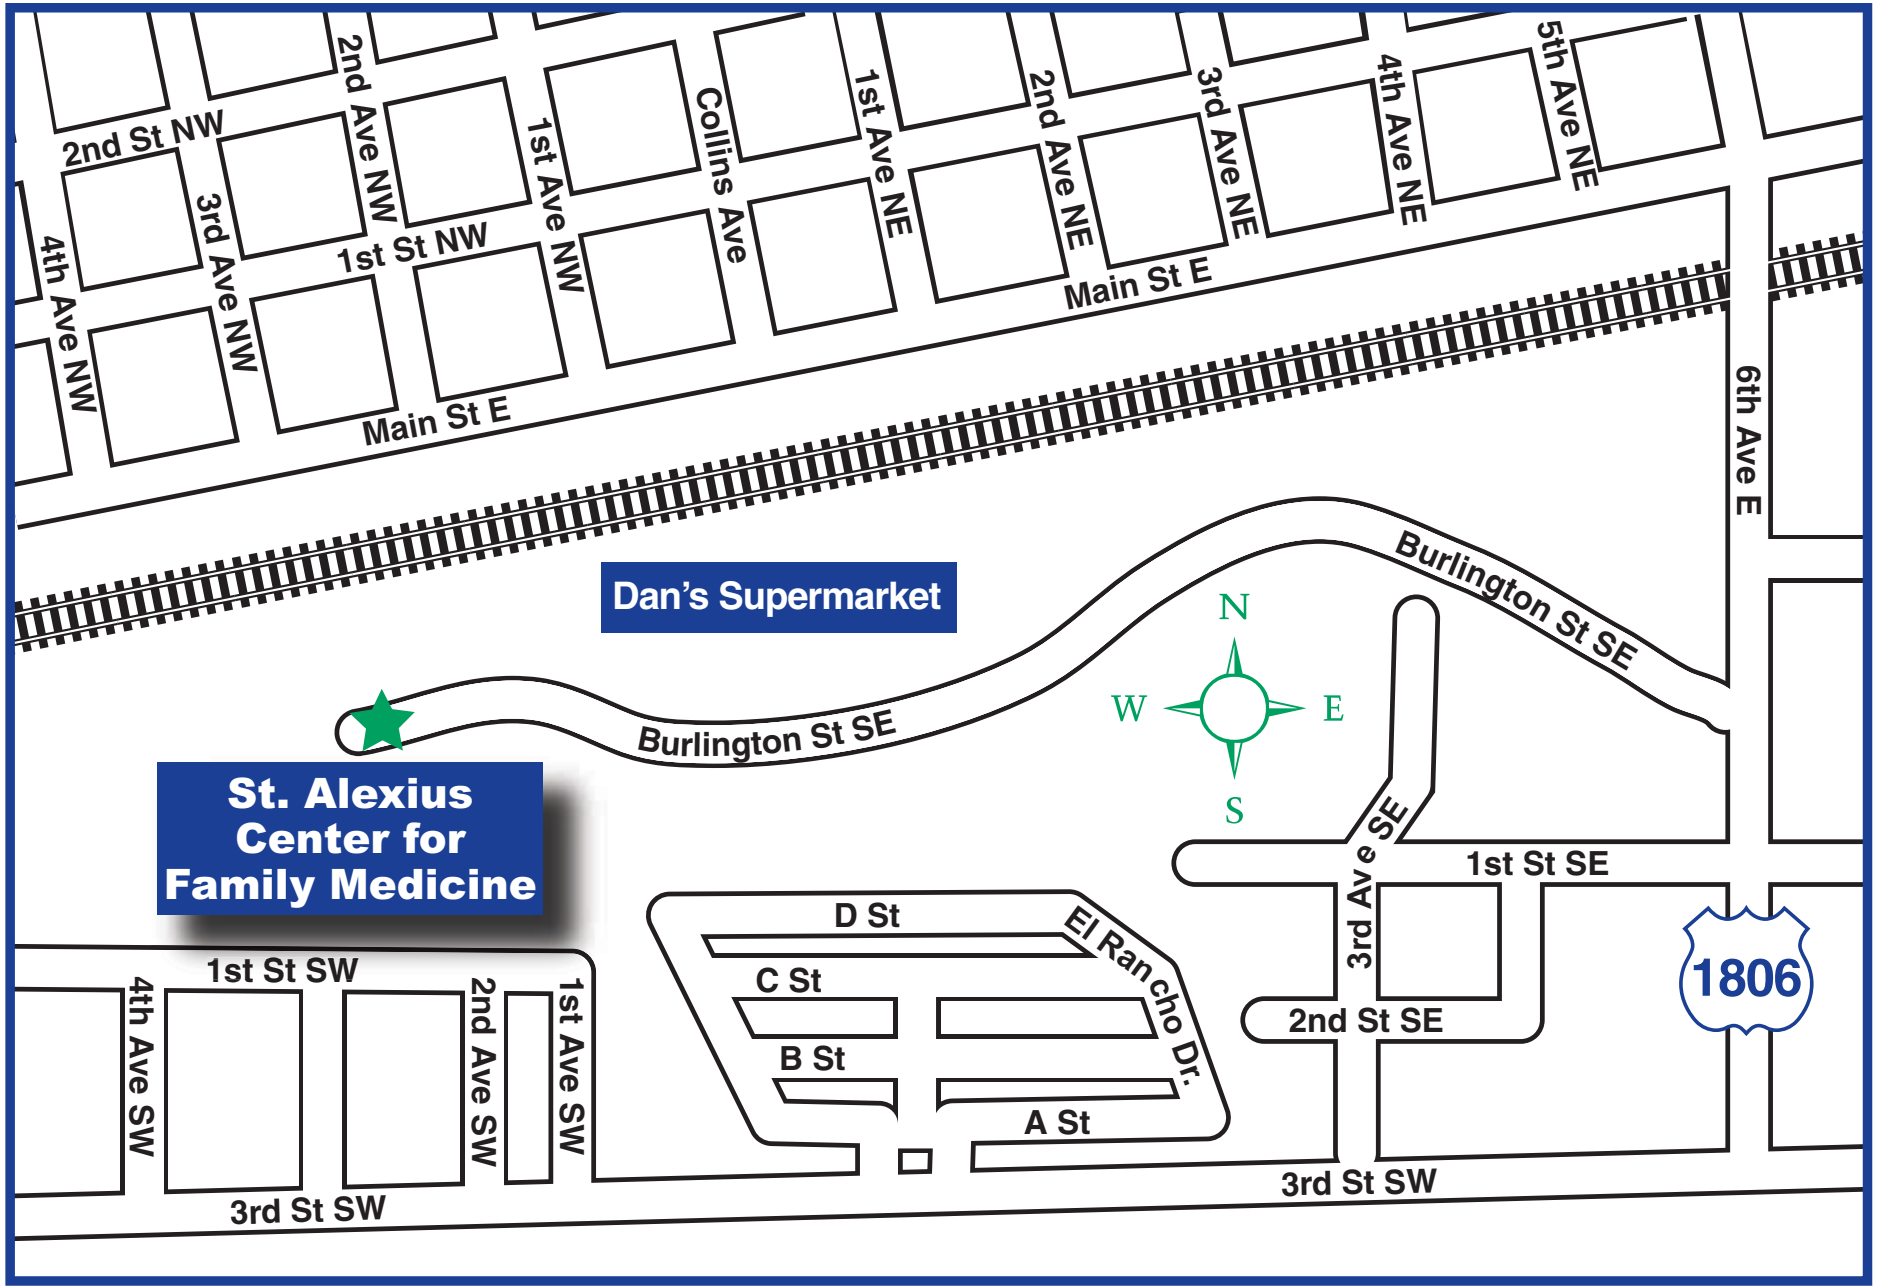 2nd Ave NW
5th Ave NE
4th Ave NE
3rd Ave NE
2nd Ave NE
1st Ave NE
Collins Ave
2nd St NW
1st Ave NW
3rd Ave NW
1st St NW
4th Ave NW
Main St E
Main St E
6th Ave E
Burlington St SE
Dan's Supermarket
N
W
E
S
Burlington St SE
St. Alexius
Center for
Family Medicine
3rd Ave SE
1st St SE
D St
El Rancho Dr.
1st St SW
C St
1806
4th Ave SW
2nd Ave SW
1st Ave SW
2nd St SE
B St
A St
3rd St SW
3rd St SW